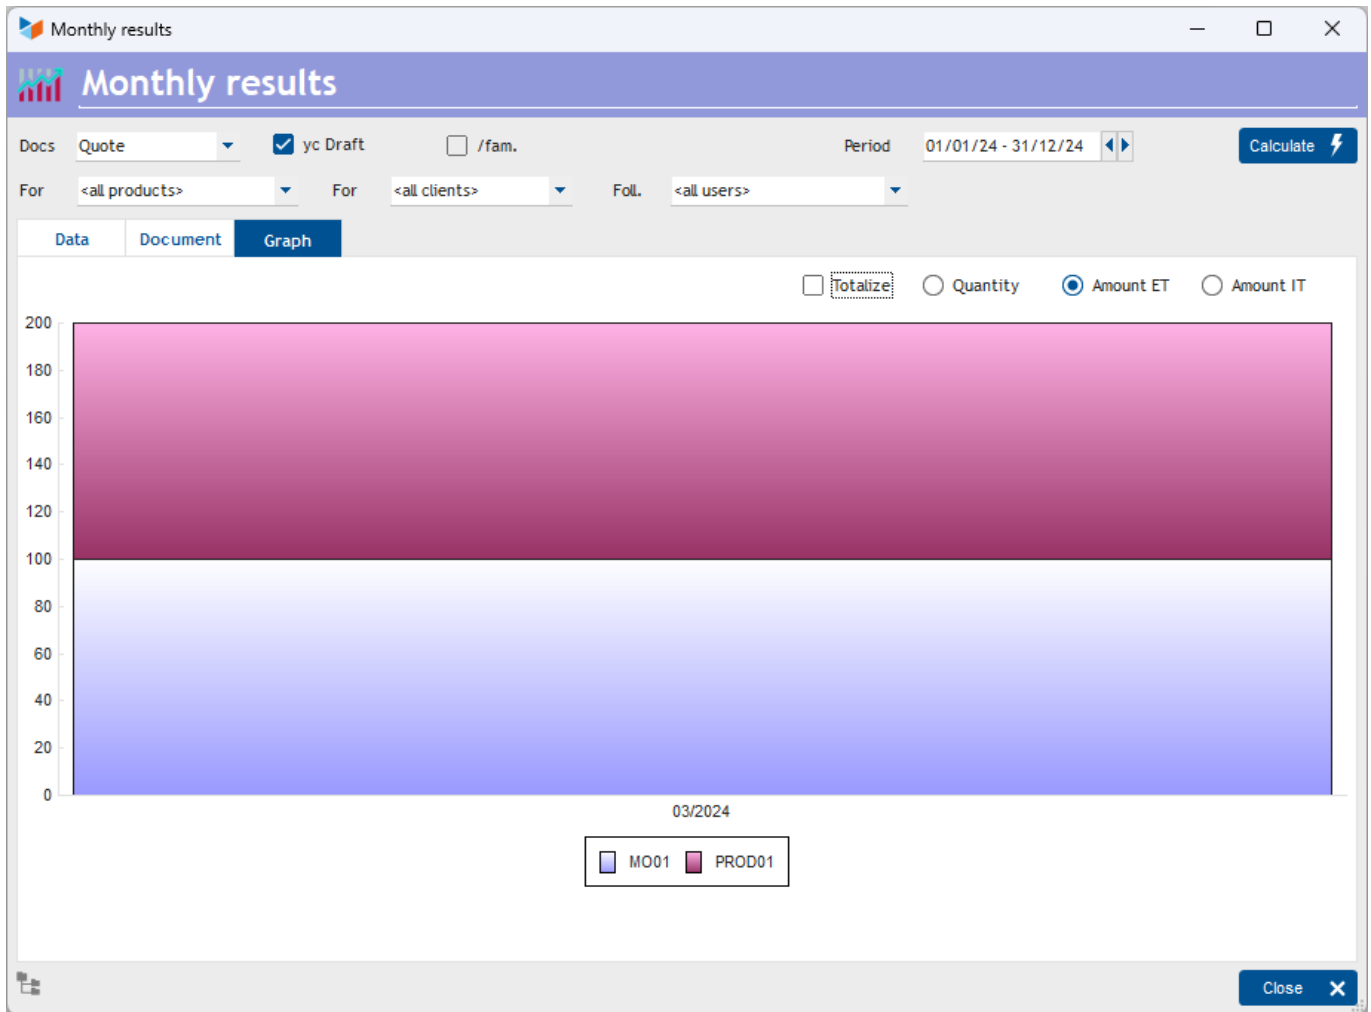 Monthly results
Monthly results
Docs Quote yc Draft /fam. Period 01/01/24 - 31/12/24 Calculate
For <all products> For <all clients> Foll. <all users>
Data Document Graph
Totalize Quantity Amount ET Amount IT
200
180
160
140
120
100
80
60
40
20
0
03/2024
MO01 PROD01
Close